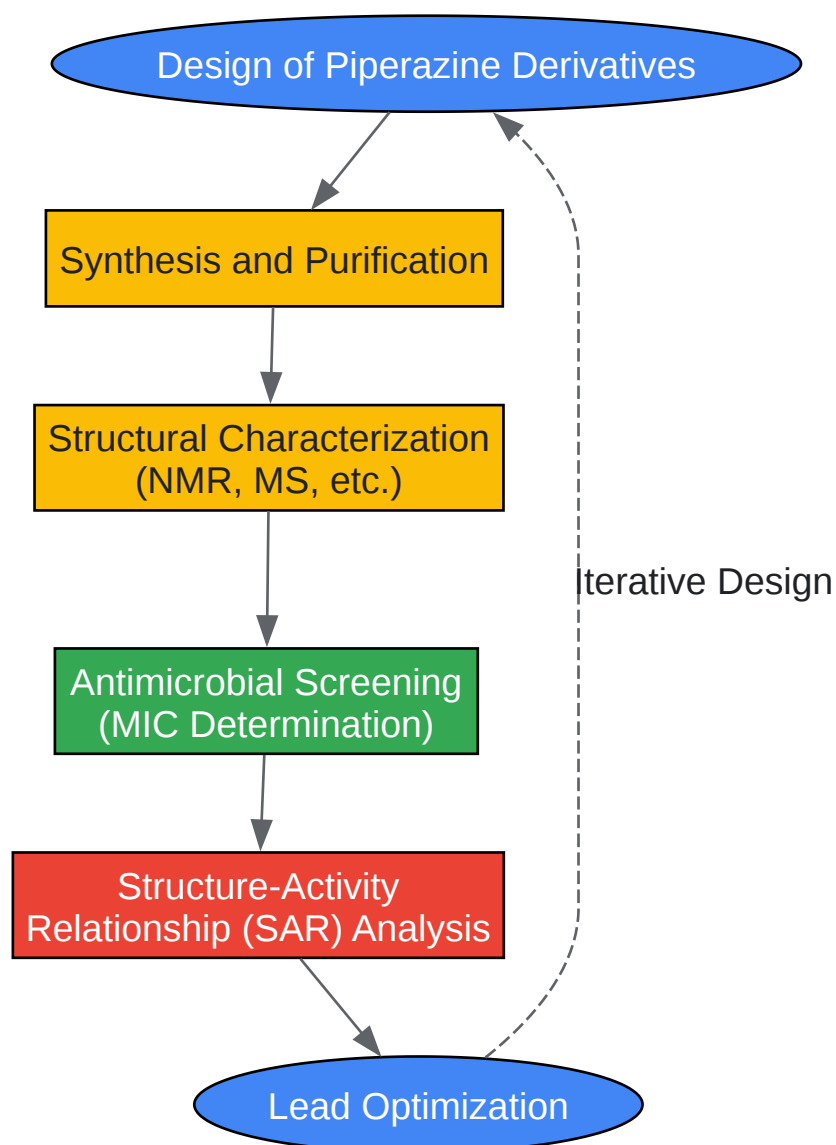 Design of Piperazine Derivatives
Synthesis and Purification
Structural Characterization
(NMR, MS, etc.)
Iterative Design
Antimicrobial Screening
(MIC Determination)
Structure-Activity
Relationship (SAR) Analysis
Lead Optimization